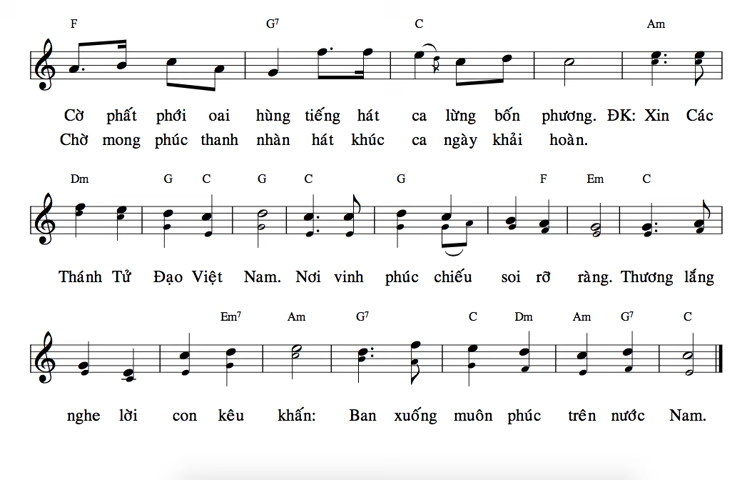 F G7 C Am
Cờ phất phới oai hùng tiếng hát ca lừng bốn phương. ĐK: Xin Các
Chờ mong phúc thanh nhàn hát khúc ca ngày khải hoàn.
Dm G C G C G F Em C
Thánh Tử Đạo Việt Nam. Nơi vinh phúc chiếu soi rỡ ràng. Thương lắng
Em7 Am G7 C Dm Am G7 C
nghe lời con kêu khấn: Ban xuống muôn phúc trên nước Nam.